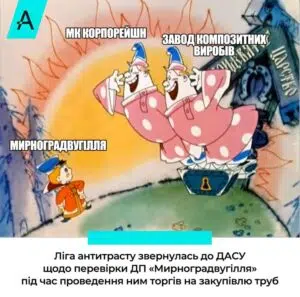 А
МК КОРПОРЕЙШН
ЗАВОД КОМПОЗИТНИХ
ВИРОБІВ
МИРНОГРАДВУГІЛЛЯ
ЦАРСТВО
Ліга антитрасту звернулась до ДАСУ
щодо перевірки ДП «Мирноградвугілля»
під час проведення ним торгів на закупівлю труб